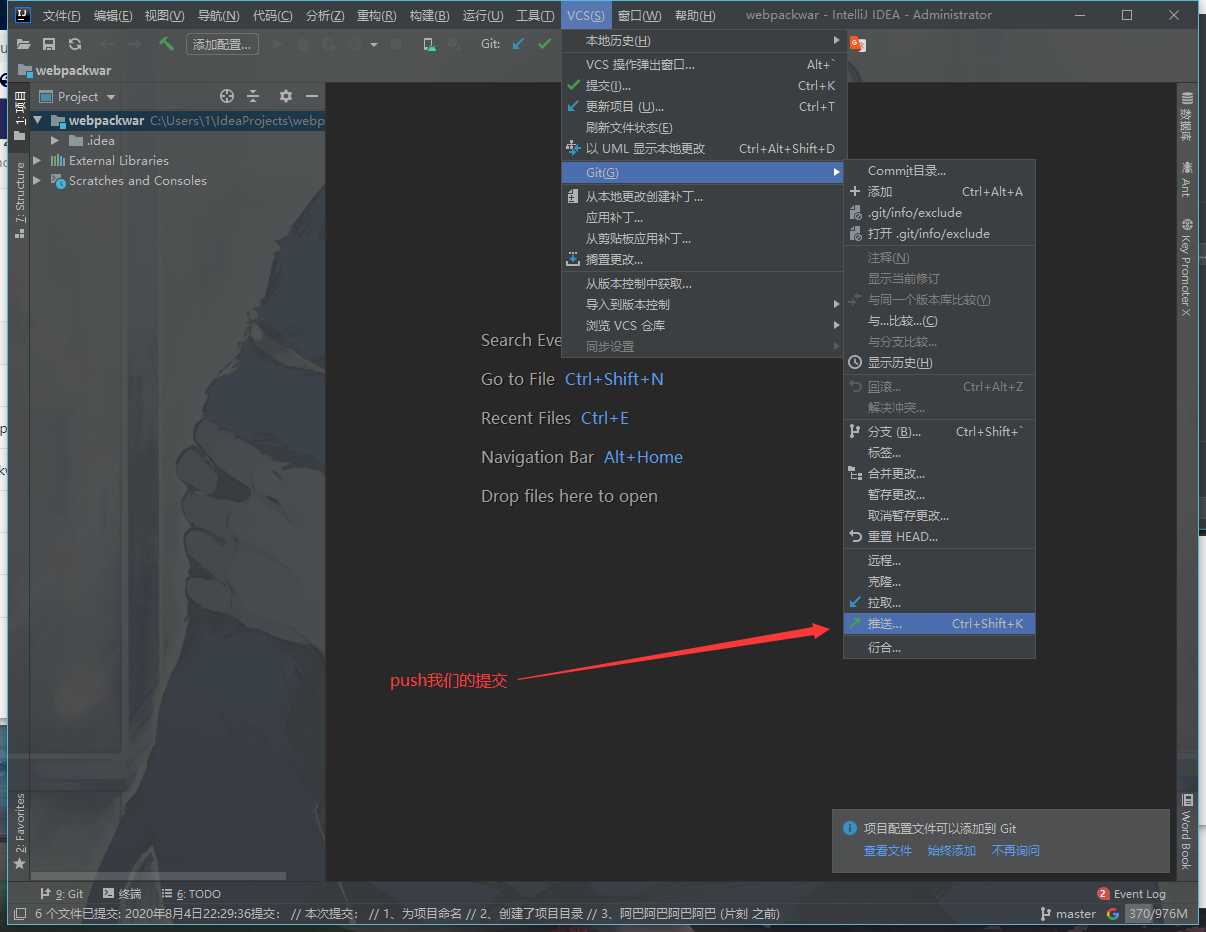 文件(F) 编辑(E) 视图(V) 导航(N) 代码(C) 分析(Z) 重构(R) 构建(B) 运行(U) 工具(T) VCS(S) 窗口(W) 帮助(H) webpackwar - IntelliJ IDEA - Administrator
添加配置... Git:
webpackwar
Project
webpackwar C:\Users\1\IdeaProjects\webp
.idea
External Libraries
Scratches and Consoles
1: 项目
7: Structure
2: Favorites
本地历史(H)
VCS 操作弹出窗口... Alt+`
提交(I)... Ctrl+K
更新项目 (U)... Ctrl+T
刷新文件状态(E)
以 UML 显示本地更改 Ctrl+Alt+Shift+D
Git(G)
从本地更改创建补丁...
应用补丁...
从剪贴板应用补丁...
搁置更改...
从版本控制中获取...
导入到版本控制
浏览 VCS 仓库
同步设置
Commit目录...
添加 Ctrl+Alt+A
.git/info/exclude
打开 .git/info/exclude
注释(N)
显示当前修订
与同一个版本库比较(Y)
与...比较...(C)
与分支比较...
显示历史(H)
回滚... Ctrl+Alt+Z
解决冲突...
分支 (B)... Ctrl+Shift+`
标签...
合并更改...
暂存更改...
取消暂存更改...
重置 HEAD...
远程...
克隆...
拉取...
推送... Ctrl+Shift+K
衍合...
Search Eve
Go to File Ctrl+Shift+N
Recent Files Ctrl+E
Navigation Bar Alt+Home
Drop files here to open
push我们的提交
数据库
Ant
Key Promoter X
Word Book
项目配置文件可以添加到 Git
查看文件 始终添加 不再询问
9: Git 终端 6: TODO 2 Event Log
6 个文件已提交: 2020年8月4日22:29:36提交： // 本次提交： // 1、为项目命名 // 2、创建了项目目录 // 3、阿巴阿巴阿巴阿巴 (片刻 之前) master 370/976M